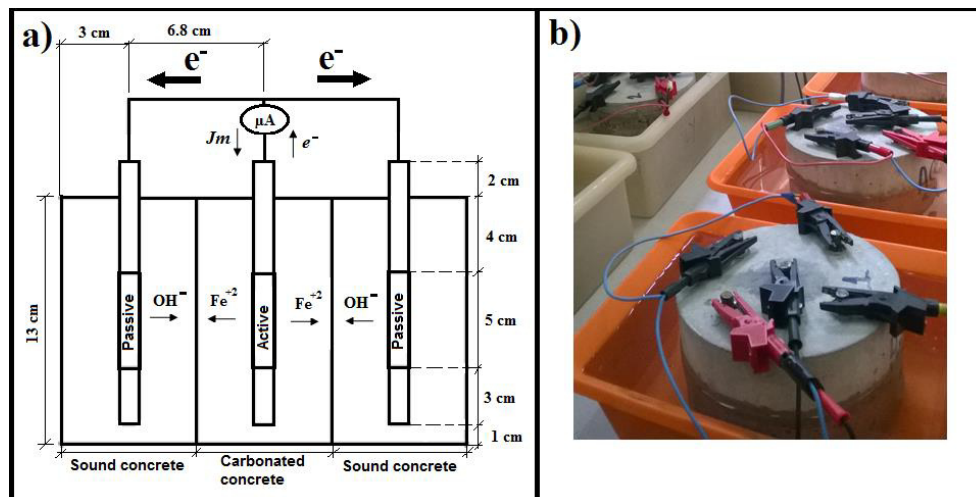 a)
3 cm
6.8 cm
e⁻
e⁻
µA
Jm
e⁻
2 cm
4 cm
13 cm
Passive
OH⁻
Fe⁺²
Active
Fe⁺²
OH⁻
Passive
5 cm
3 cm
1 cm
Sound concrete
Carbonated
concrete
Sound concrete
b)